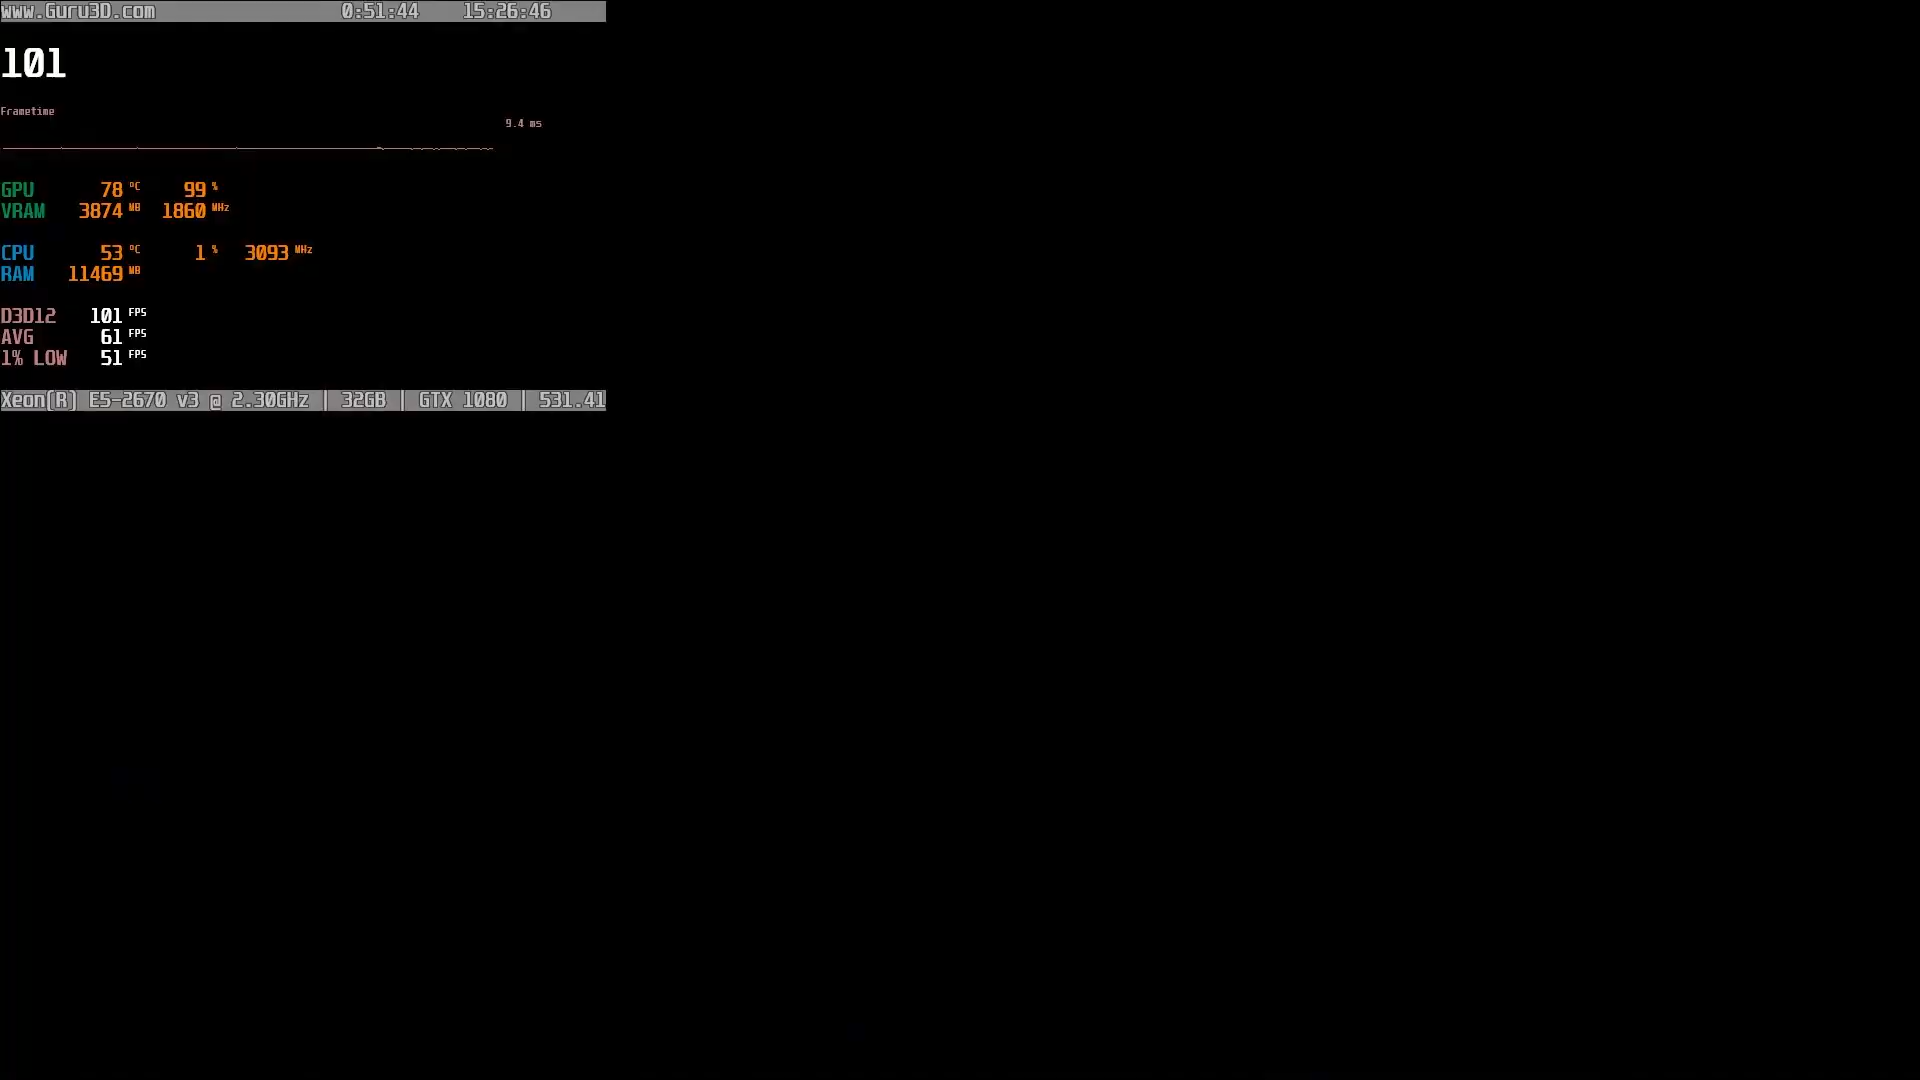 www.Guru3D.com 0:51:44 15:26:46
101
Frametime
9.4 ms
GPU 78 °C 99 %
VRAM 3874 MB 1860 MHz
CPU 53 °C 1 % 3093 MHz
RAM 11469 MB
D3D12 101 FPS
AVG 61 FPS
1% LOW 51 FPS
Xeon(R) E5-2670 v3 @ 2.30GHz | 32GB | GTX 1080 | 531.41